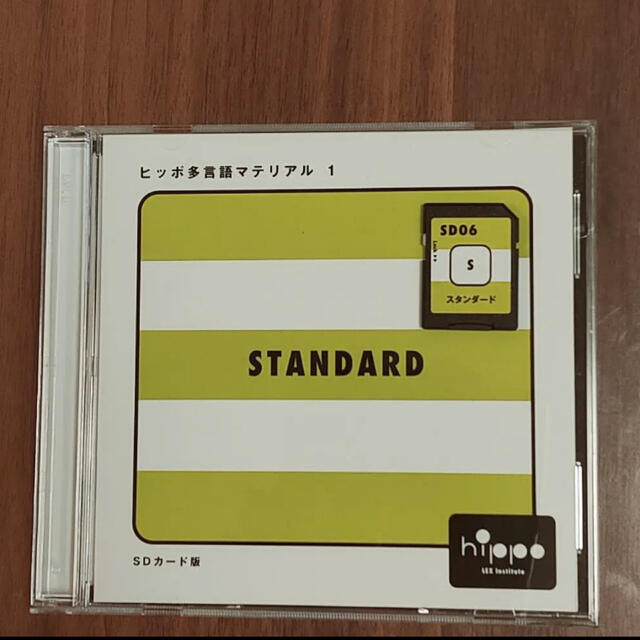 ヒッポ多言語マテリアル 1
SD06
Lock
S
スタンダード
STANDARD
SDカード版
hippo
LEX Institute